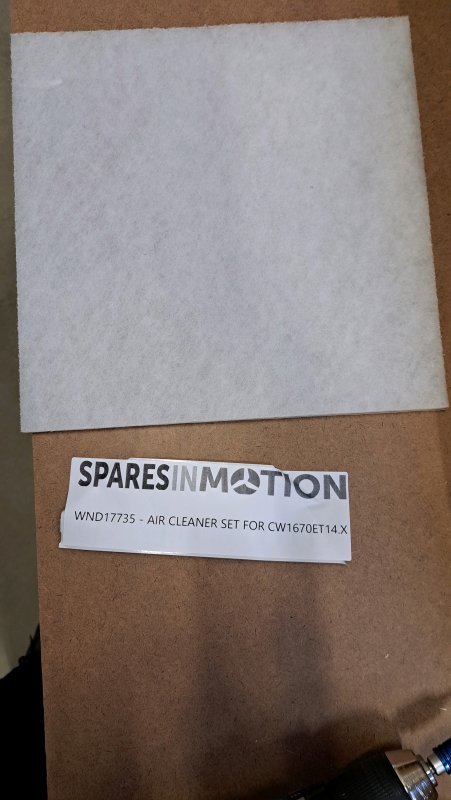 SPARESINMOTION
WND17735 - AIR CLEANER SET FOR CW1670ET14.X